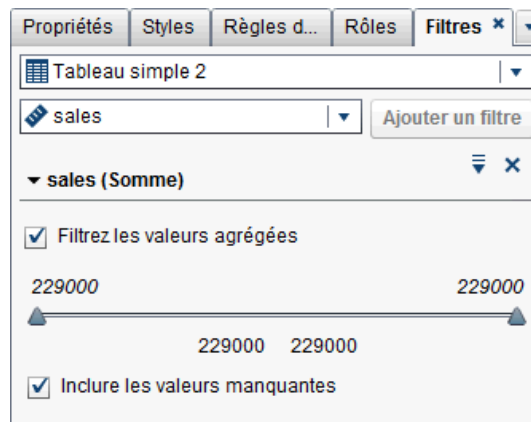 Propriétés Styles Règles d... Rôles Filtres
Tableau simple 2
sales Ajouter un filtre
sales (Somme)
Filtrez les valeurs agrégées
229000 229000
229000 229000
Inclure les valeurs manquantes